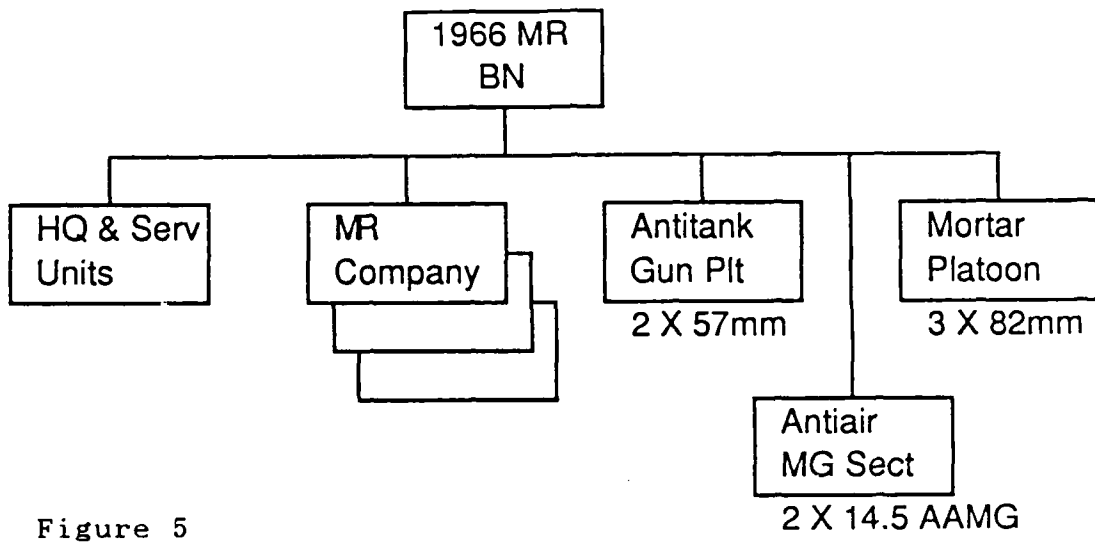 1966 MR
BN
HQ & Serv
Units
MR
Company
Antitank
Gun Plt
2 X 57mm
Mortar
Platoon
3 X 82mm
Antiair
MG Sect
2 X 14.5 AAMG
Figure 5